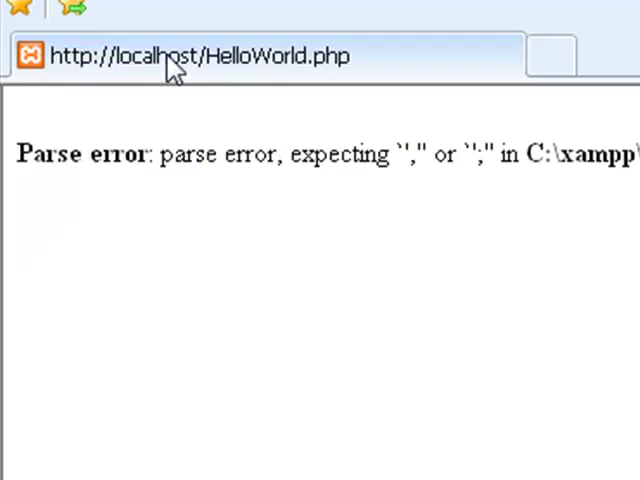 http://localhost/HelloWorld.php
Parse error: parse error, expecting `','' or `';'' in C:\xampp\